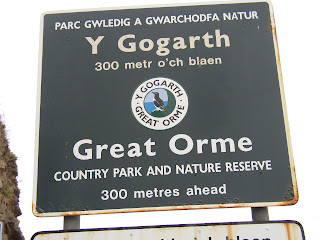 PARC GWLEDIG A GWARCHODFA NATUR
Y Gogarth
300 metr o'ch blaen
Y GOGARTH
GREAT ORME
Great Orme
COUNTRY PARK AND NATURE RESERVE
300 metres ahead